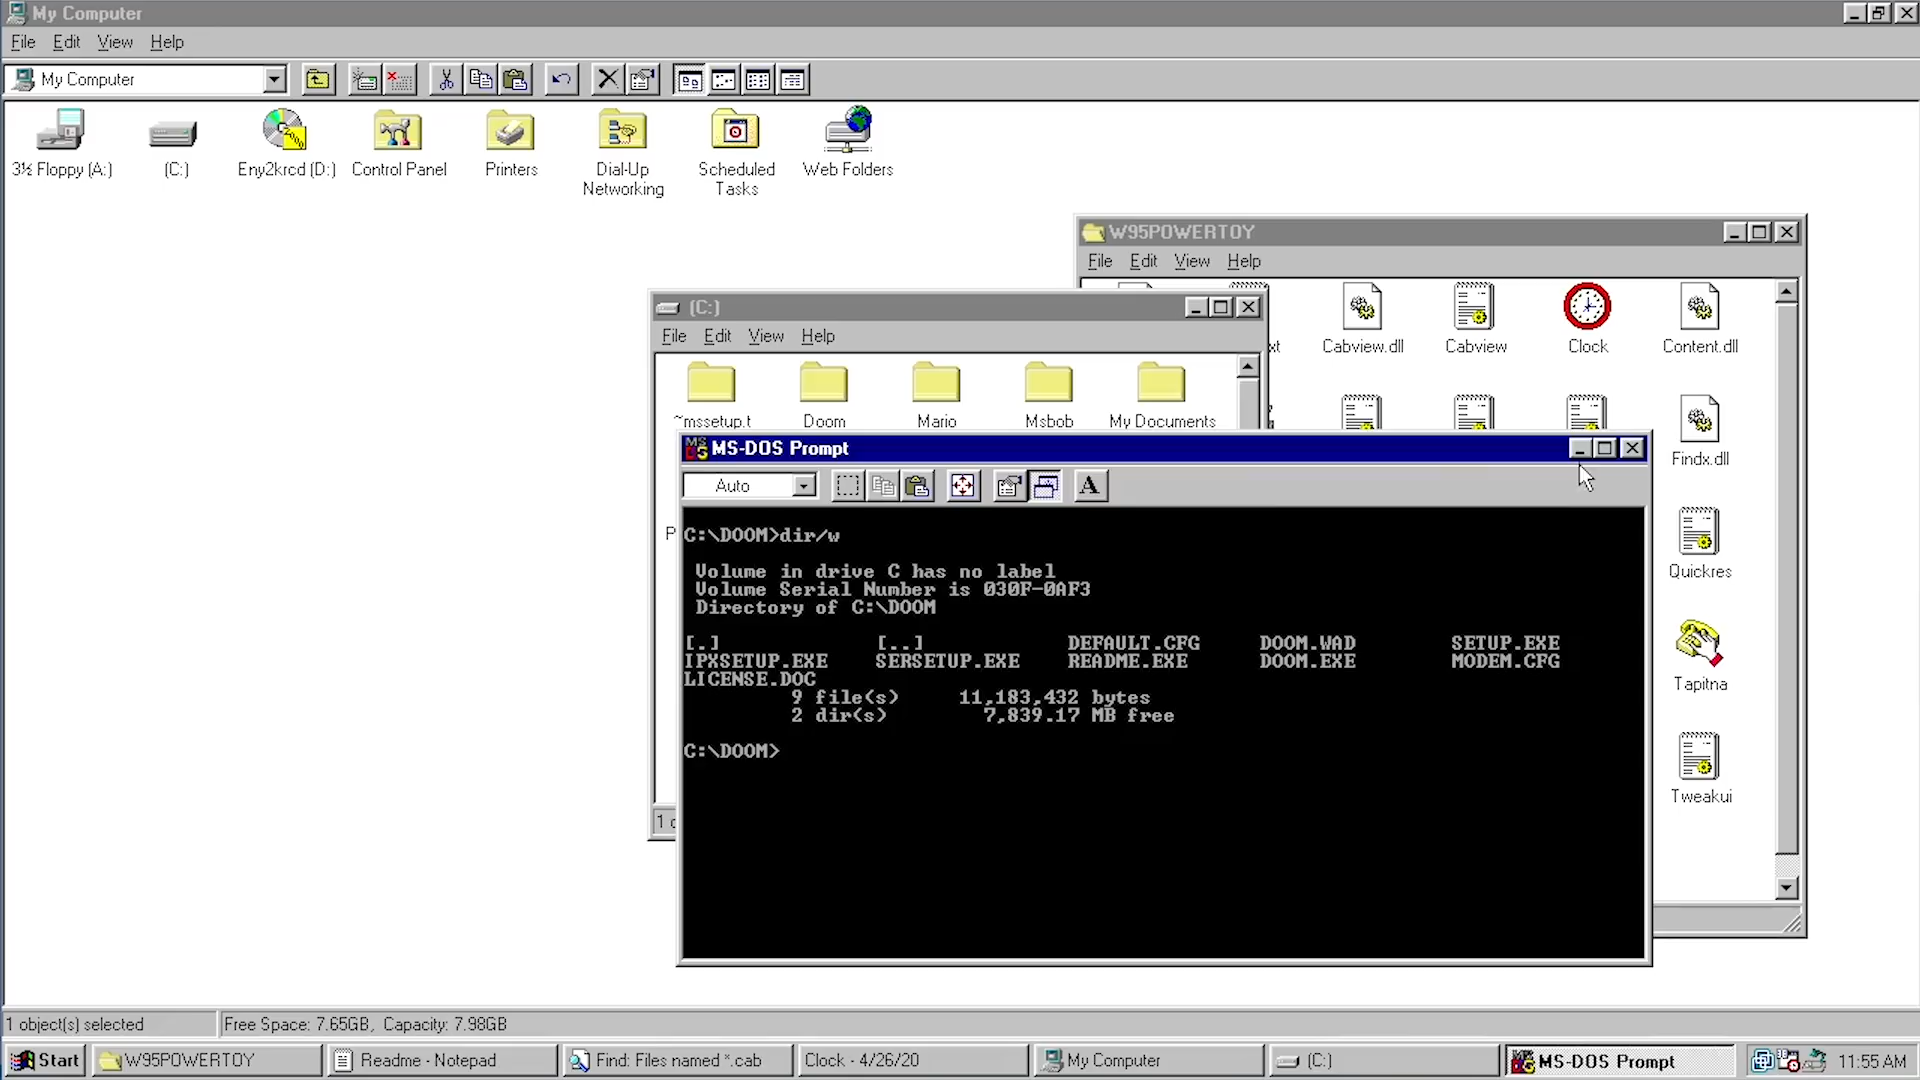 My Computer
File Edit View Help
My Computer
3½ Floppy (A:)
(C:)
Eny2krcd (D:)
Control Panel
Printers
Dial-Up
Networking
Scheduled
Tasks
Web Folders
W95POWERTOY
File Edit View Help
Cabview.dll
Cabview
Clock
Content.dll
Findx.dll
Quickres
Tapitna
Tweakui
(C:)
File Edit View Help
~mssetup.t
Doom
Mario
Msbob
My Documents
MS-DOS Prompt
Auto
A
C:\DOOM>dir/w
Volume in drive C has no label
Volume Serial Number is 030F-0AF3
Directory of C:\DOOM
[.] [..] DEFAULT.CFG DOOM.WAD SETUP.EXE
IPXSETUP.EXE SERSETUP.EXE README.EXE DOOM.EXE MODEM.CFG
LICENSE.DOC
9 file(s) 11,183,432 bytes
2 dir(s) 7,839.17 MB free
C:\DOOM>
1 object(s) selected
Free Space: 7.65GB, Capacity: 7.98GB
Start
W95POWERTOY
Readme - Notepad
Find: Files named *.cab
Clock - 4/26/20
My Computer
(C:)
MS-DOS Prompt
11:55 AM